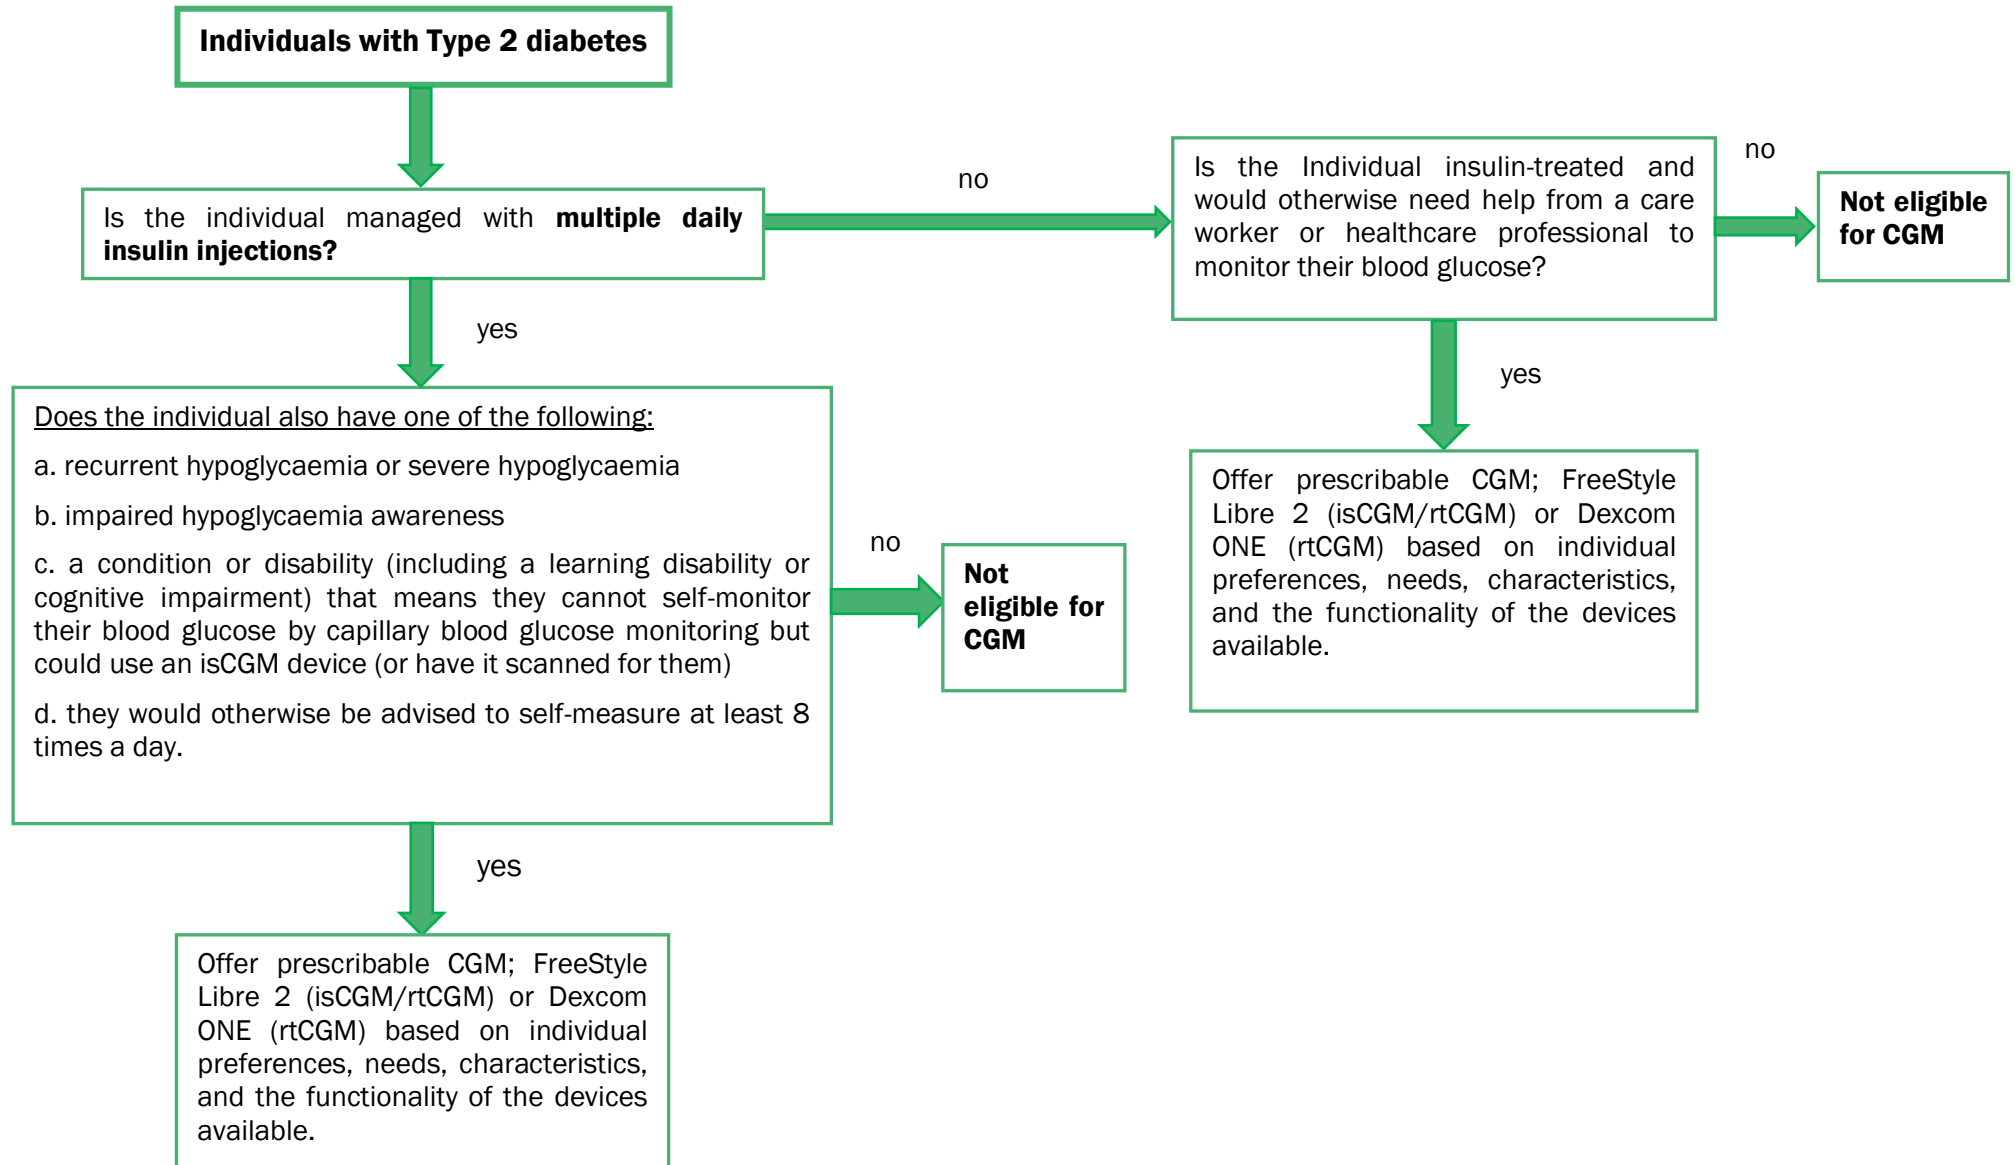 Individuals with Type 2 diabetes
Is the individual managed with multiple daily
insulin injections?
no
Is the Individual insulin-treated and
would otherwise need help from a care
worker or healthcare professional to
monitor their blood glucose?
no
Not eligible
for CGM
yes
yes
Does the individual also have one of the following:
a. recurrent hypoglycaemia or severe hypoglycaemia
b. impaired hypoglycaemia awareness
c. a condition or disability (including a learning disability or
cognitive impairment) that means they cannot self-monitor
their blood glucose by capillary blood glucose monitoring but
could use an isCGM device (or have it scanned for them)
d. they would otherwise be advised to self-measure at least 8
times a day.
no
Not
eligible for
CGM
Offer prescribable CGM; FreeStyle
Libre 2 (isCGM/rtCGM) or Dexcom
ONE (rtCGM) based on individual
preferences, needs, characteristics,
and the functionality of the devices
available.
yes
Offer prescribable CGM; FreeStyle
Libre 2 (isCGM/rtCGM) or Dexcom
ONE (rtCGM) based on individual
preferences, needs, characteristics,
and the functionality of the devices
available.